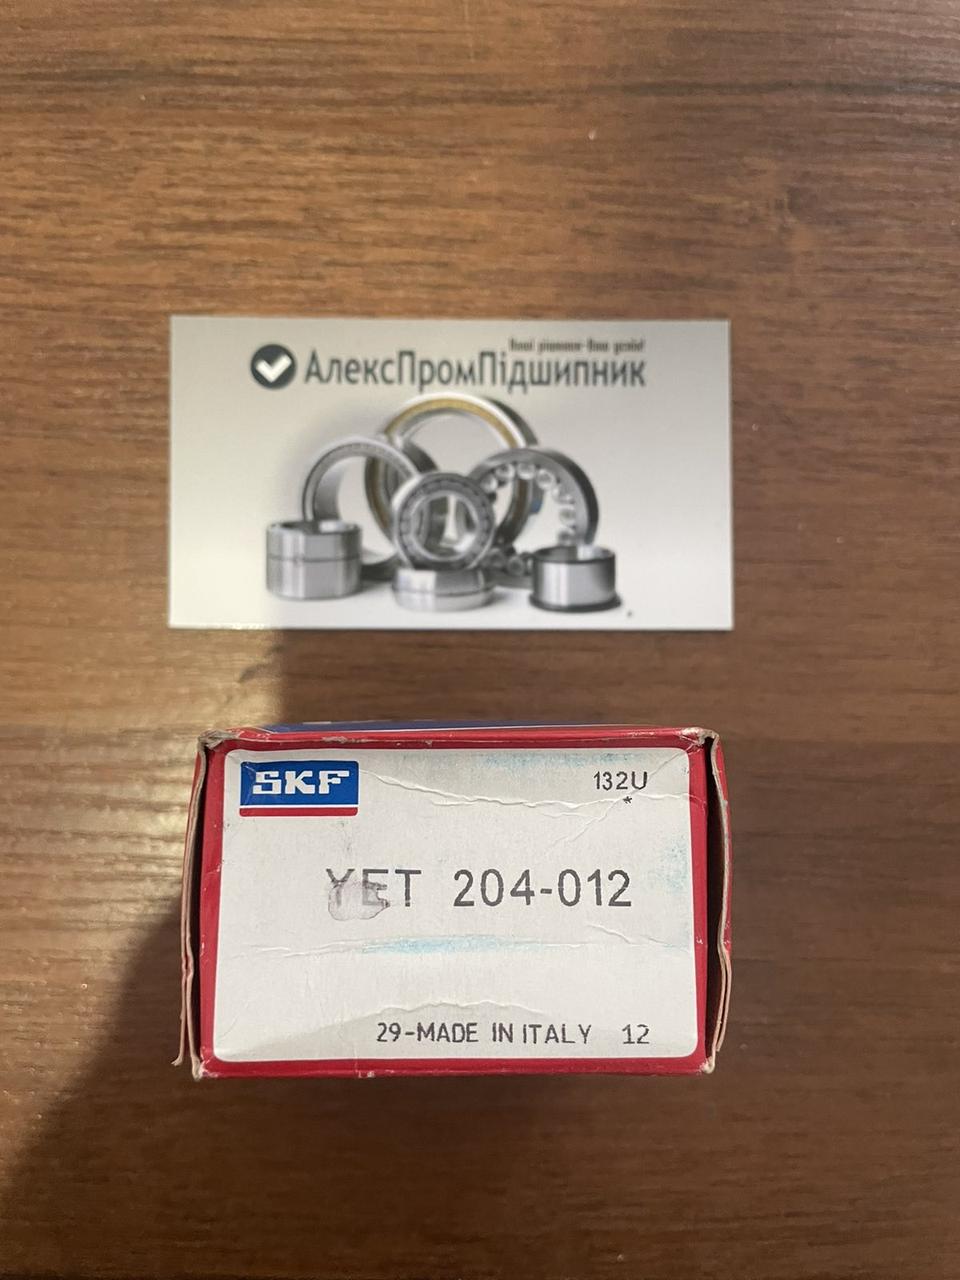 АлексПромПідшипник
SKF
132U
*
YET 204-012
29-MADE IN ITALY 12